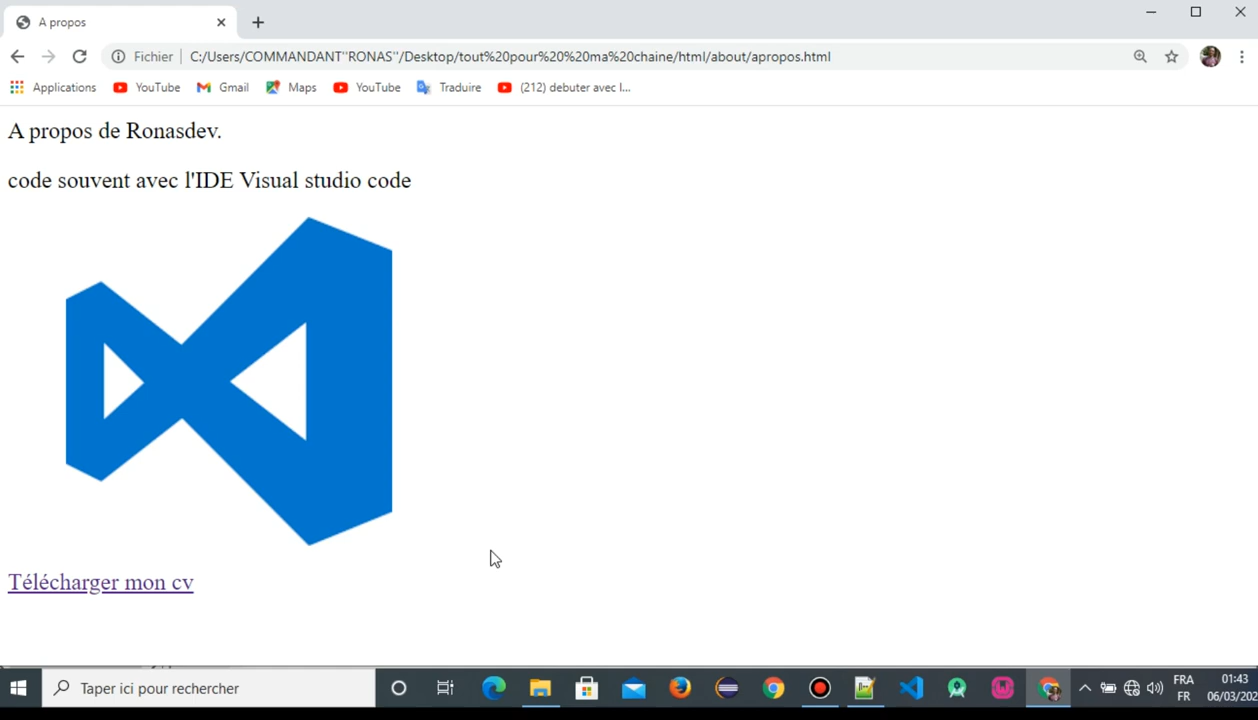 A propos
Fichier C:/Users/COMMANDANT''RONAS''/Desktop/tout%20pour%20%20ma%20chaine/html/about/apropos.html
Applications YouTube Gmail Maps YouTube Traduire (212) debuter avec l'...
A propos de Ronasdev.
code souvent avec l'IDE Visual studio code
Télécharger mon cv
Taper ici pour rechercher
FRA 01:43
FR 06/03/202